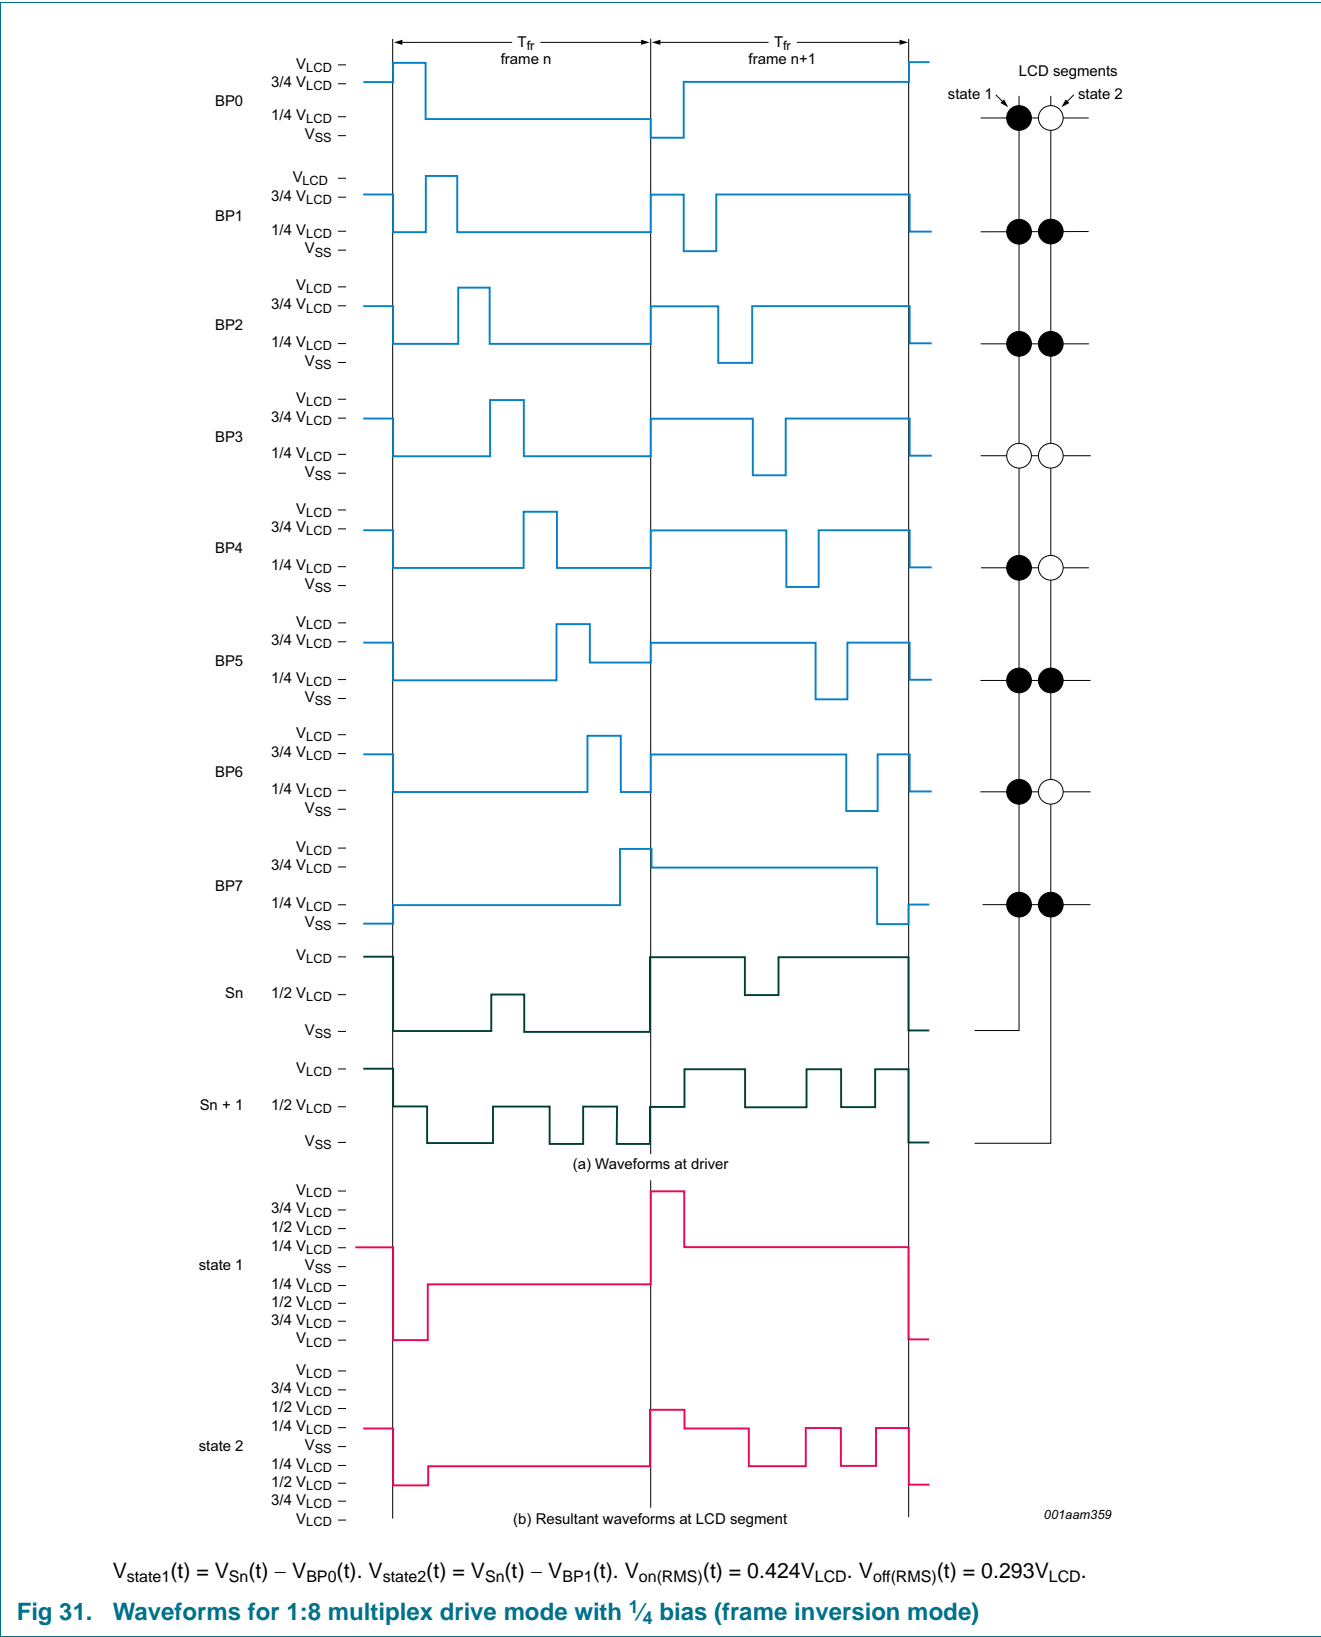 Tfr
Tfr
frame n
frame n+1
LCD segments
state 1
state 2
BP0
VLCD
3/4 VLCD
1/4 VLCD
VSS
BP1
VLCD
3/4 VLCD
1/4 VLCD
VSS
BP2
VLCD
3/4 VLCD
1/4 VLCD
VSS
BP3
VLCD
3/4 VLCD
1/4 VLCD
VSS
BP4
VLCD
3/4 VLCD
1/4 VLCD
VSS
BP5
VLCD
3/4 VLCD
1/4 VLCD
VSS
BP6
VLCD
3/4 VLCD
1/4 VLCD
VSS
BP7
VLCD
3/4 VLCD
1/4 VLCD
VSS
Sn
VLCD
1/2 VLCD
VSS
Sn + 1
VLCD
1/2 VLCD
VSS
(a) Waveforms at driver
state 1
VLCD
3/4 VLCD
1/2 VLCD
1/4 VLCD
VSS
1/4 VLCD
1/2 VLCD
3/4 VLCD
VLCD
state 2
VLCD
3/4 VLCD
1/2 VLCD
1/4 VLCD
VSS
1/4 VLCD
1/2 VLCD
3/4 VLCD
VLCD
(b) Resultant waveforms at LCD segment
001aam359
Vstate1(t) = VSn(t) − VBP0(t). Vstate2(t) = VSn(t) − VBP1(t). Von(RMS)(t) = 0.424VLCD. Voff(RMS)(t) = 0.293VLCD.
Fig 31. Waveforms for 1:8 multiplex drive mode with 1⁄4 bias (frame inversion mode)